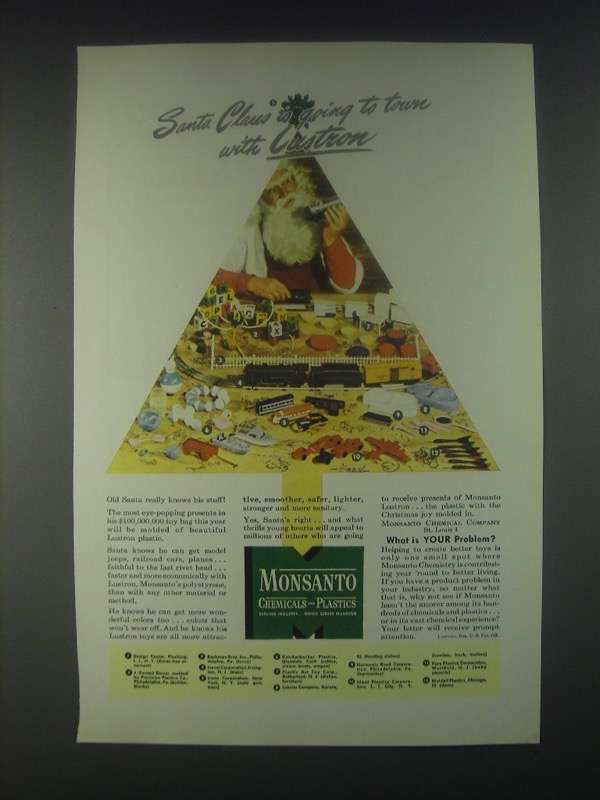 Santa Claus is going to town
with Lustron
Old Santa really knows his stuff!
The most eye-popping presents in
his $100,000,000 toy bag this year
will be molded of beautiful
Lustron plastic.
Santa knows he can get model
jeeps, railroad cars, planes . . .
faithful to the last rivet head . . .
faster and more economically with
Lustron, Monsanto's polystyrene,
than with any other material or
method.
He knows he can get more won-
derful colors too . . . colors that
won't wear off. And he knows his
Lustron toys are all more attrac-
tive, smoother, safer, lighter,
stronger and more sanitary.
Yes, Santa's right . . . and what
thrills young hearts will appeal to
millions of others who are going
MONSANTO
CHEMICALS PLASTICS
SERVING INDUSTRY WHICH SERVES MANKIND
to receive presents of Monsanto
Lustron . . . the plastic with the
Christmas joy molded in.
MONSANTO CHEMICAL COMPANY
St. Louis 4
What is YOUR Problem?
Helping to create better toys is
only one small spot where
Monsanto Chemistry is contribut-
ing year 'round to better living.
If you have a product problem in
your industry, no matter what
that is, why not see if Monsanto
hasn't the answer among its hun-
dreds of chemicals and plastics . . .
or in its vast chemical experience?
Your letter will receive prompt
attention.
Lustron, Reg. U.S. Pat. Off.